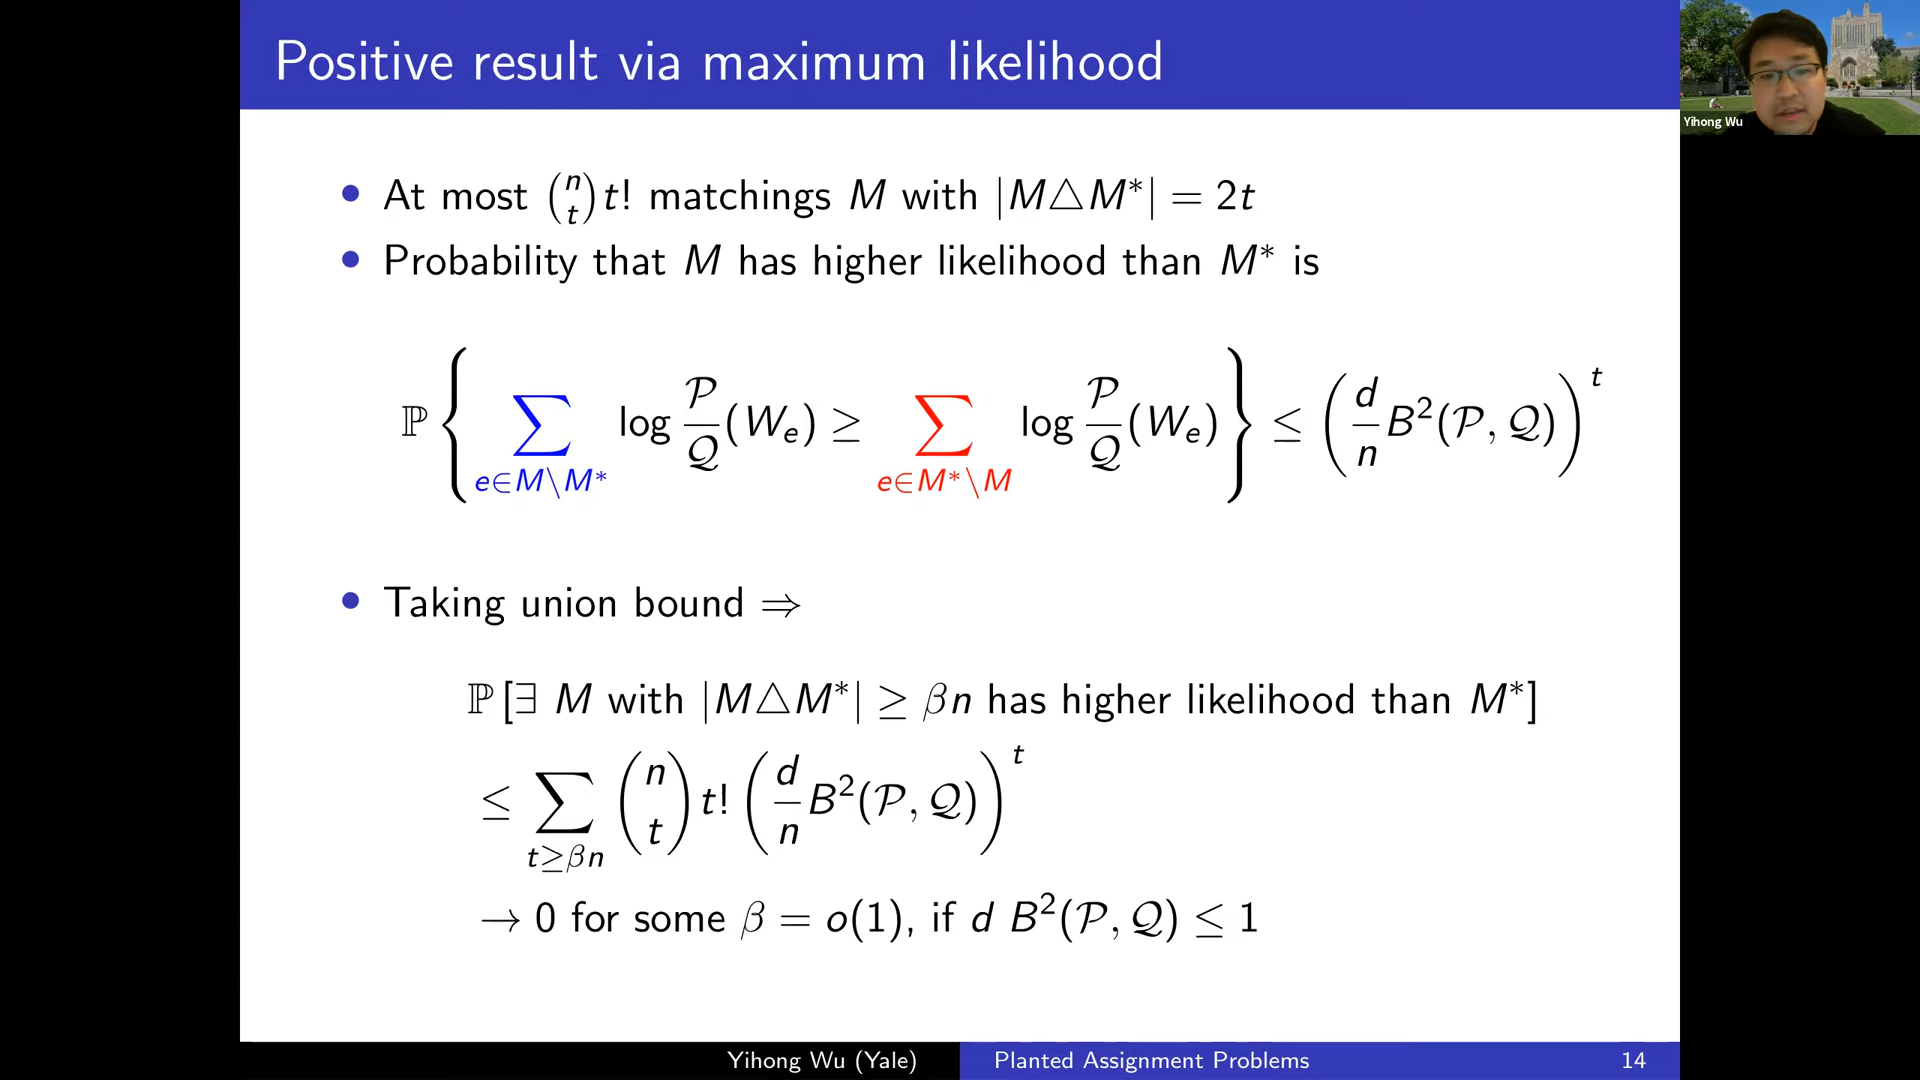 Positive result via maximum likelihood
Yihong Wu
• At most $\binom{n}{t} t!$ matchings $M$ with $|M \triangle M^*| = 2t$
• Probability that $M$ has higher likelihood than $M^*$ is
$\mathbb{P}\left\{ \sum_{e \in M \backslash M^*} \log \frac{\mathcal{P}}{\mathcal{Q}}(W_e) \geq \sum_{e \in M^* \backslash M} \log \frac{\mathcal{P}}{\mathcal{Q}}(W_e) \right\} \leq \left( \frac{d}{n} B^2(\mathcal{P}, \mathcal{Q}) \right)^t$
• Taking union bound ⇒
$\mathbb{P}[\exists\ M$ with $|M \triangle M^*| \geq \beta n$ has higher likelihood than $M^*]$
$\leq \sum_{t \geq \beta n} \binom{n}{t} t! \left( \frac{d}{n} B^2(\mathcal{P}, \mathcal{Q}) \right)^t$
$\to 0$ for some $\beta = o(1)$, if $d\ B^2(\mathcal{P}, \mathcal{Q}) \leq 1$
Yihong Wu (Yale) Planted Assignment Problems 14